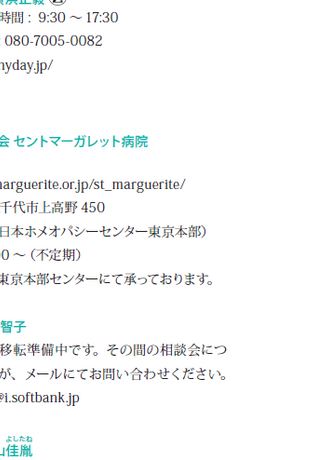 時間： 9:30 ～ 17:30
080-7005-0082
nyday.jp/
会 セントマーガレット病院
marguerite.or.jp/st_marguerite/
千代市上高野 450
日本ホメオパシーセンター東京本部）
0 ～（不定期）
東京本部センターにて承っております。
智子
移転準備中です。その間の相談会につ
が、メールにてお問い合わせください。
@i.softbank.jp
よしたね
山佳胤